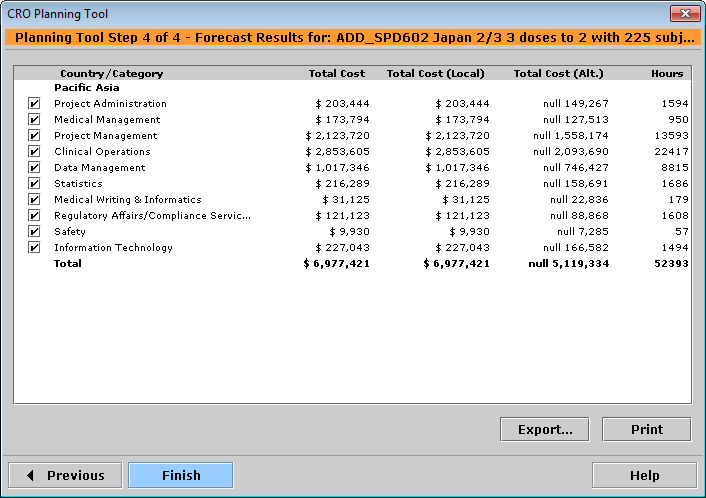 CRO Planning Tool
Planning Tool Step 4 of 4 - Forecast Results for: ADD_SPD602 Japan 2/3 3 doses to 2 with 225 subj...
Country/Category Total Cost Total Cost (Local) Total Cost (Alt.) Hours
Pacific Asia
Project Administration $ 203,444 $ 203,444 null 149,267 1594
Medical Management $ 173,794 $ 173,794 null 127,513 950
Project Management $ 2,123,720 $ 2,123,720 null 1,558,174 13593
Clinical Operations $ 2,853,605 $ 2,853,605 null 2,093,690 22417
Data Management $ 1,017,346 $ 1,017,346 null 746,427 8815
Statistics $ 216,289 $ 216,289 null 158,691 1686
Medical Writing & Informatics $ 31,125 $ 31,125 null 22,836 179
Regulatory Affairs/Compliance Servic... $ 121,123 $ 121,123 null 88,868 1608
Safety $ 9,930 $ 9,930 null 7,285 57
Information Technology $ 227,043 $ 227,043 null 166,582 1494
Total $ 6,977,421 $ 6,977,421 null 5,119,334 52393
Export... Print
Previous Finish Help